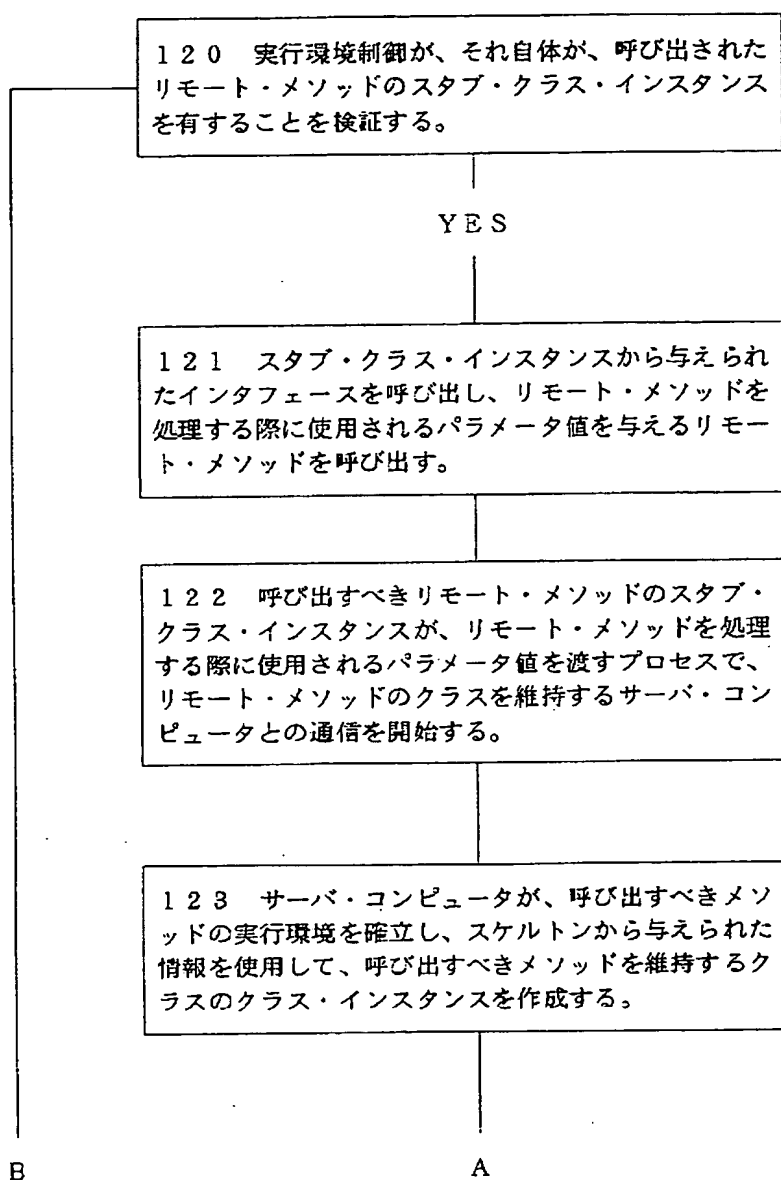 120 実行環境制御が、それ自体が、呼び出された
リモート・メソッドのスタブ・クラス・インスタンス
を有することを検証する。
YES
121 スタブ・クラス・インスタンスから与えられ
たインタフェースを呼び出し、リモート・メソッドを
処理する際に使用されるパラメータ値を与えるリモー
ト・メソッドを呼び出す。
122 呼び出すべきリモート・メソッドのスタブ・
クラス・インスタンスが、リモート・メソッドを処理
する際に使用されるパラメータ値を渡すプロセスで、
リモート・メソッドのクラスを維持するサーバ・コン
ピュータとの通信を開始する。
123 サーバ・コンピュータが、呼び出すべきメソ
ッドの実行環境を確立し、スケルトンから与えられた
情報を使用して、呼び出すべきメソッドを維持するク
ラスのクラス・インスタンスを作成する。
B
A